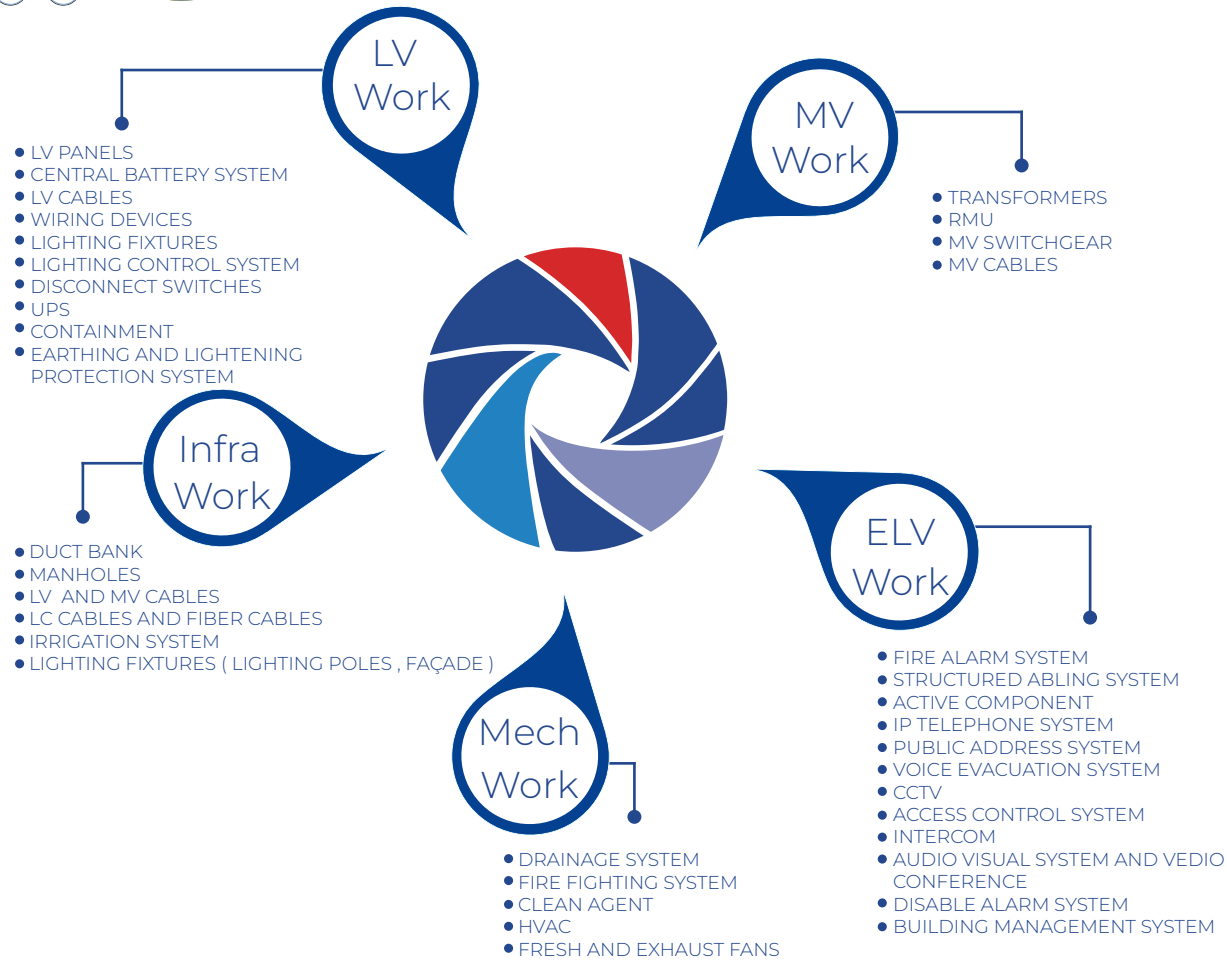 LV
Work
LV PANELS
CENTRAL BATTERY SYSTEM
LV CABLES
WIRING DEVICES
LIGHTING FIXTURES
LIGHTING CONTROL SYSTEM
DISCONNECT SWITCHES
UPS
CONTAINMENT
EARTHING AND LIGHTENING
PROTECTION SYSTEM
MV
Work
TRANSFORMERS
RMU
MV SWITCHGEAR
MV CABLES
Infra
Work
DUCT BANK
MANHOLES
LV AND MV CABLES
LC CABLES AND FIBER CABLES
IRRIGATION SYSTEM
LIGHTING FIXTURES ( LIGHTING POLES , FAÇADE )
ELV
Work
FIRE ALARM SYSTEM
STRUCTURED ABLING SYSTEM
ACTIVE COMPONENT
IP TELEPHONE SYSTEM
PUBLIC ADDRESS SYSTEM
VOICE EVACUATION SYSTEM
CCTV
ACCESS CONTROL SYSTEM
INTERCOM
AUDIO VISUAL SYSTEM AND VEDIO
CONFERENCE
DISABLE ALARM SYSTEM
BUILDING MANAGEMENT SYSTEM
Mech
Work
DRAINAGE SYSTEM
FIRE FIGHTING SYSTEM
CLEAN AGENT
HVAC
FRESH AND EXHAUST FANS